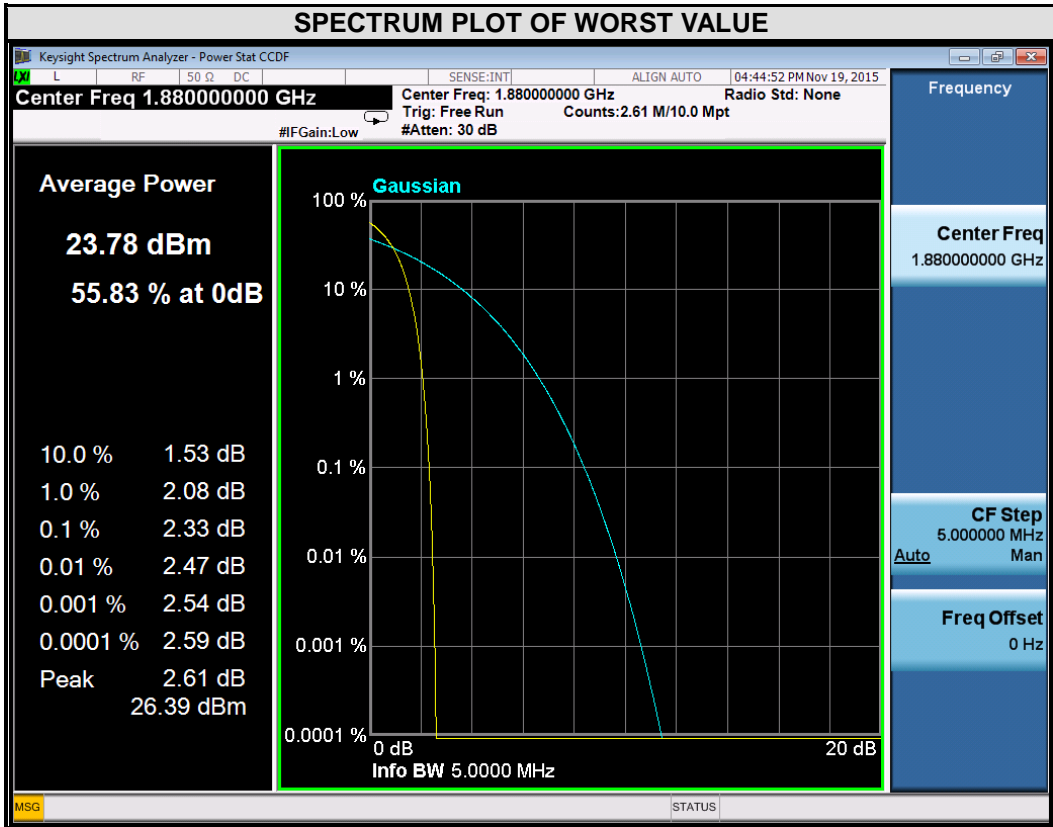 SPECTRUM PLOT OF WORST VALUE
Keysight Spectrum Analyzer - Power Stat CCDF
LXI L RF 50 Ω DC SENSE:INT ALIGN AUTO 04:44:52 PM Nov 19, 2015
Center Freq 1.880000000 GHz
#IFGain:Low
Center Freq: 1.880000000 GHz Radio Std: None
Trig: Free Run Counts:2.61 M/10.0 Mpt
#Atten: 30 dB
Average Power
23.78 dBm
55.83 % at 0dB
10.0 % 1.53 dB
1.0 % 2.08 dB
0.1 % 2.33 dB
0.01 % 2.47 dB
0.001 % 2.54 dB
0.0001 % 2.59 dB
Peak 2.61 dB
26.39 dBm
Gaussian
100 %
10 %
1 %
0.1 %
0.01 %
0.001 %
0.0001 %
0 dB 20 dB
Info BW 5.0000 MHz
Frequency
Center Freq
1.880000000 GHz
CF Step
5.000000 MHz
Auto Man
Freq Offset
0 Hz
MSG STATUS